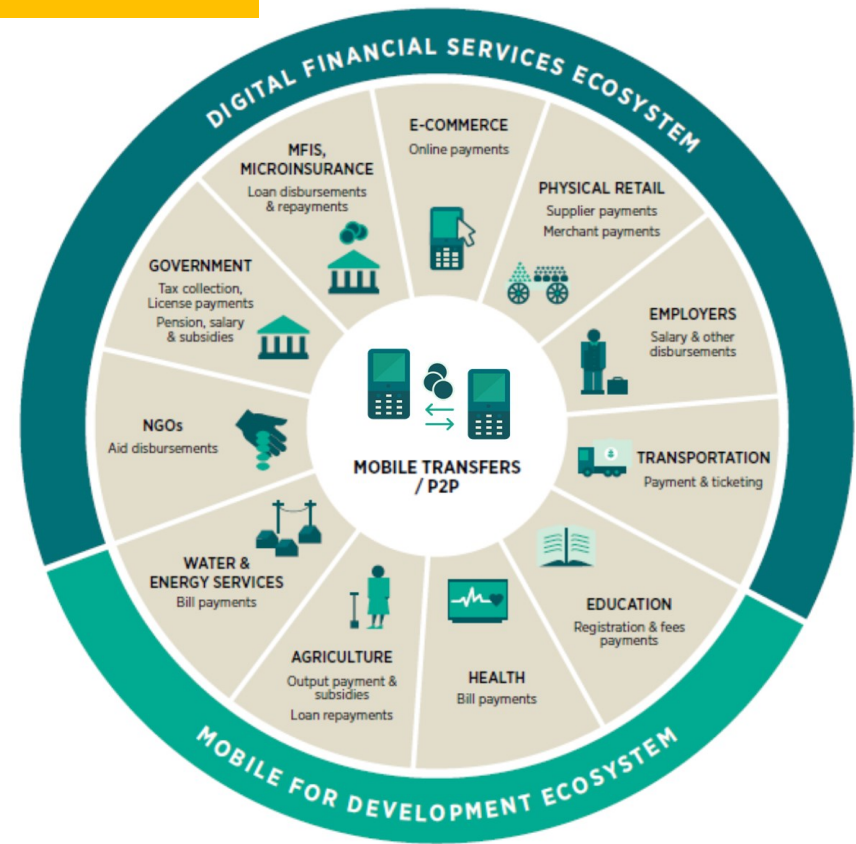 DIGITAL FINANCIAL SERVICES ECOSYSTEM
E-COMMERCE
Online payments
PHYSICAL RETAIL
Supplier payments
Merchant payments
EMPLOYERS
Salary & other
disbursements
TRANSPORTATION
Payment & ticketing
EDUCATION
Registration & fees
payments
HEALTH
Bill payments
AGRICULTURE
Output payment &
subsidies
Loan repayments
WATER &
ENERGY SERVICES
Bill payments
NGOs
Aid disbursements
GOVERNMENT
Tax collection,
License payments
Pension, salary
& subsidies
MFIS,
MICROINSURANCE
Loan disbursements
& repayments
MOBILE TRANSFERS
/ P2P
MOBILE FOR DEVELOPMENT ECOSYSTEM